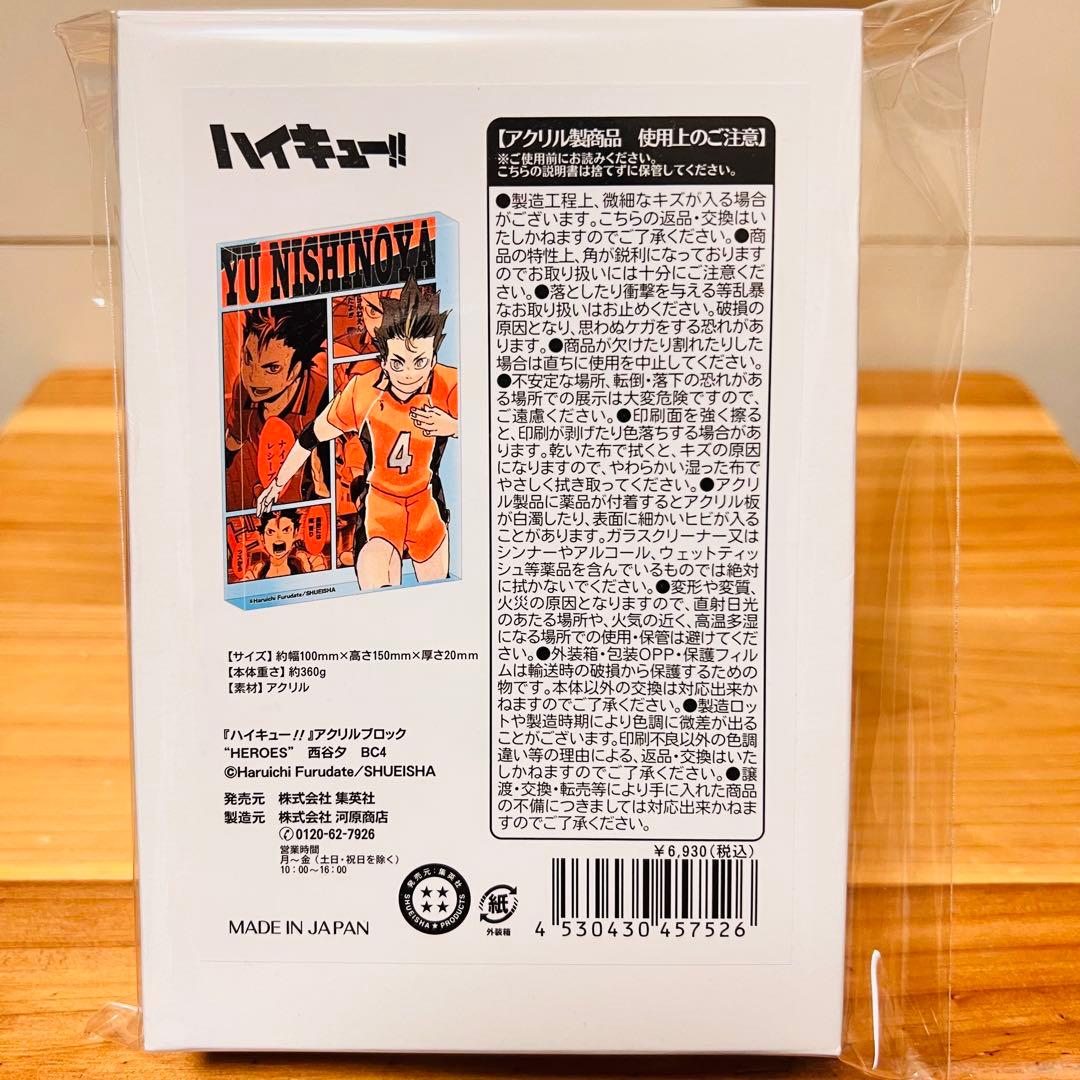 ハイキュー!!
YU NISHINOYA
4
©Haruichi Furudate/SHUEISHA
【サイズ】約幅100mm×高さ150mm×厚さ20mm
【本体重さ】約360g
【素材】アクリル
『ハイキュー!!』アクリルブロック
“HEROES” 西谷夕 BC4
©Haruichi Furudate/SHUEISHA
発売元 株式会社 集英社
製造元 株式会社 河原商店
0120-62-7926
営業時間
月〜金(土日・祝日を除く)
10:00〜16:00
MADE IN JAPAN
発売元:集英社
SHUEISHA★PRODUCTS
紙
外装箱
【アクリル製商品 使用上のご注意】
※ご使用前にお読みください。
こちらの説明書は捨てずに保管してください。
●製造工程上、微細なキズが入る場合
がございます。こちらの返品・交換はい
たしかねますのでご了承ください。●商
品の特性上、角が鋭利になっております
のでお取り扱いには十分にご注意くださ
い。●落としたり衝撃を与える等乱暴
なお取り扱いはお止めください。破損の
原因となり、思わぬケガをする恐れがあ
ります。●商品が欠けたり割れたりした
場合は直ちに使用を中止してください。
●不安定な場所、転倒・落下の恐れがあ
る場所での展示は大変危険ですので、
ご遠慮ください。●印刷面を強く擦る
と、印刷が剥げたり色落ちする場合があ
ります。乾いた布で拭くと、キズの原因
になりますので、やわらかい湿った布で
やさしく拭き取ってください。●アクリ
ル製品に薬品が付着するとアクリル板
が白濁したり、表面に細かいヒビが入る
ことがあります。ガラスクリーナー又は
シンナーやアルコール、ウェットティッ
シュ等薬品を含んでいるものでは絶対
に拭かないでください。●変形や変質、
火災の原因となりますので、直射日光
のあたる場所や、火気の近く、高温多湿
になる場所での使用・保管は避けてくだ
さい。●外装箱・包装OPP・保護フィル
ムは輸送時の破損から保護するための
物です。本体以外の交換は対応出来か
ねますのでご了承ください。●製造ロッ
トや製造時期により色調に微差が出る
ことがございます。印刷不良以外の色調
違い等の理由による、返品・交換はいた
しかねますのでご了承ください。●譲
渡・交換・転売等により手に入れた商品
の不備につきましては対応出来かねま
すのでご了承ください。
￥6,930(税込)
4 530430 457526